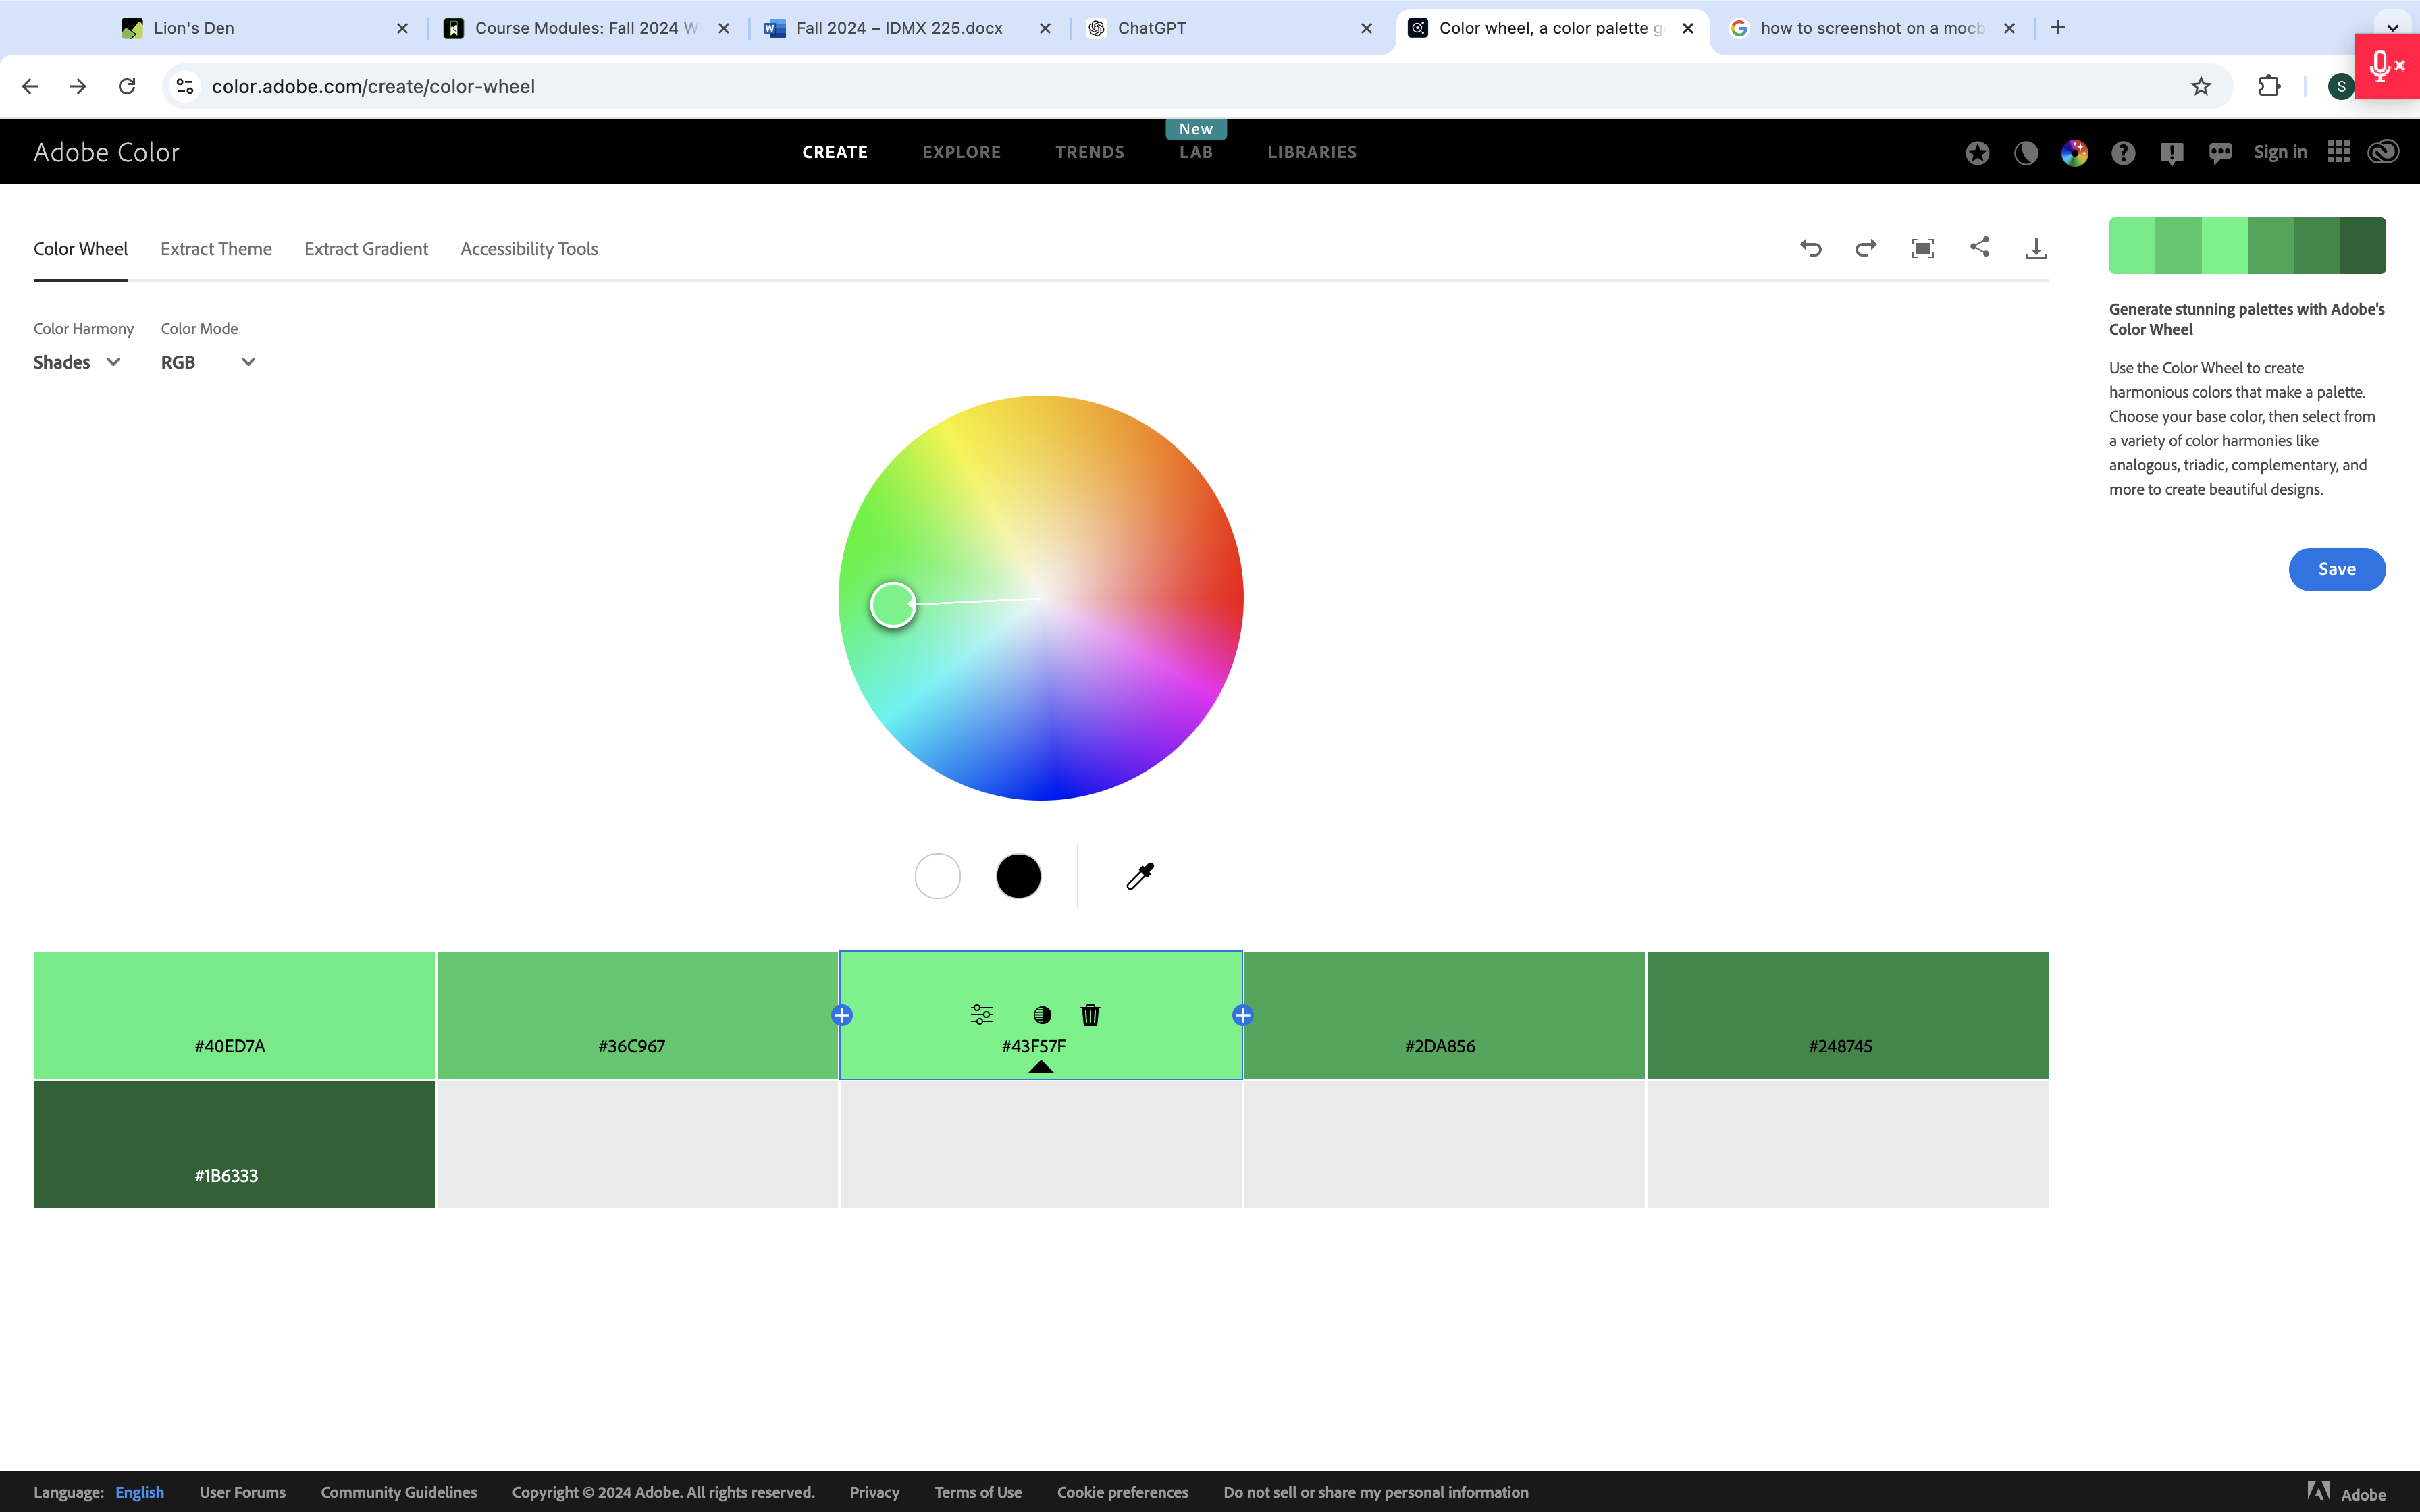 Lion's Den
Course Modules: Fall 2024 W
Fall 2024 – IDMX 225.docx
ChatGPT
Color wheel, a color palette g
how to screenshot on a mocb
color.adobe.com/create/color-wheel
S
Adobe Color
CREATE
EXPLORE
TRENDS
New
LAB
LIBRARIES
Sign in
Color Wheel
Extract Theme
Extract Gradient
Accessibility Tools
Color Harmony
Color Mode
Shades
RGB
Generate stunning palettes with Adobe's
Color Wheel
Use the Color Wheel to create
harmonious colors that make a palette.
Choose your base color, then select from
a variety of color harmonies like
analogous, triadic, complementary, and
more to create beautiful designs.
Save
#40ED7A
#36C967
#43F57F
#2DA856
#248745
#1B6333
Language: English
User Forums
Community Guidelines
Copyright © 2024 Adobe. All rights reserved.
Privacy
Terms of Use
Cookie preferences
Do not sell or share my personal information
Adobe